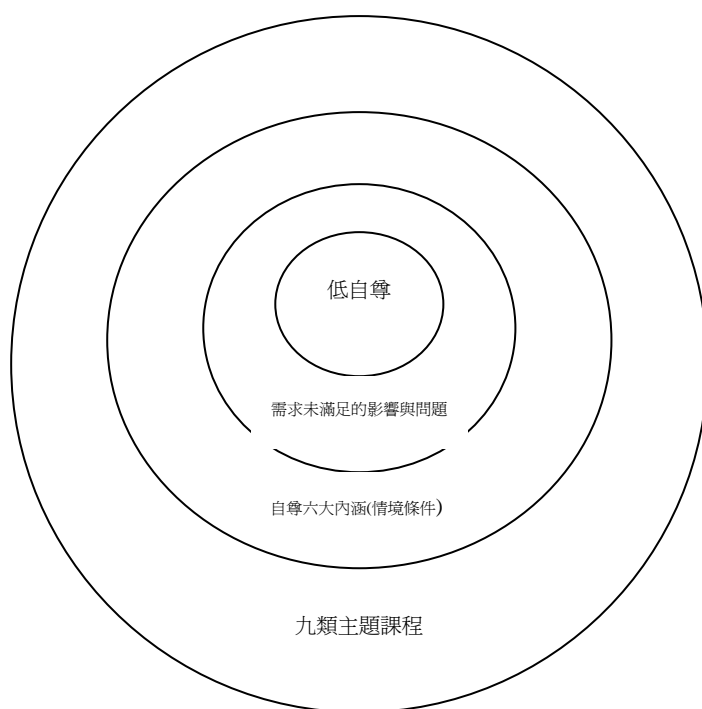 低自尊
需求未滿足的影響與問題
自尊六大內涵(情境條件)
九類主題課程